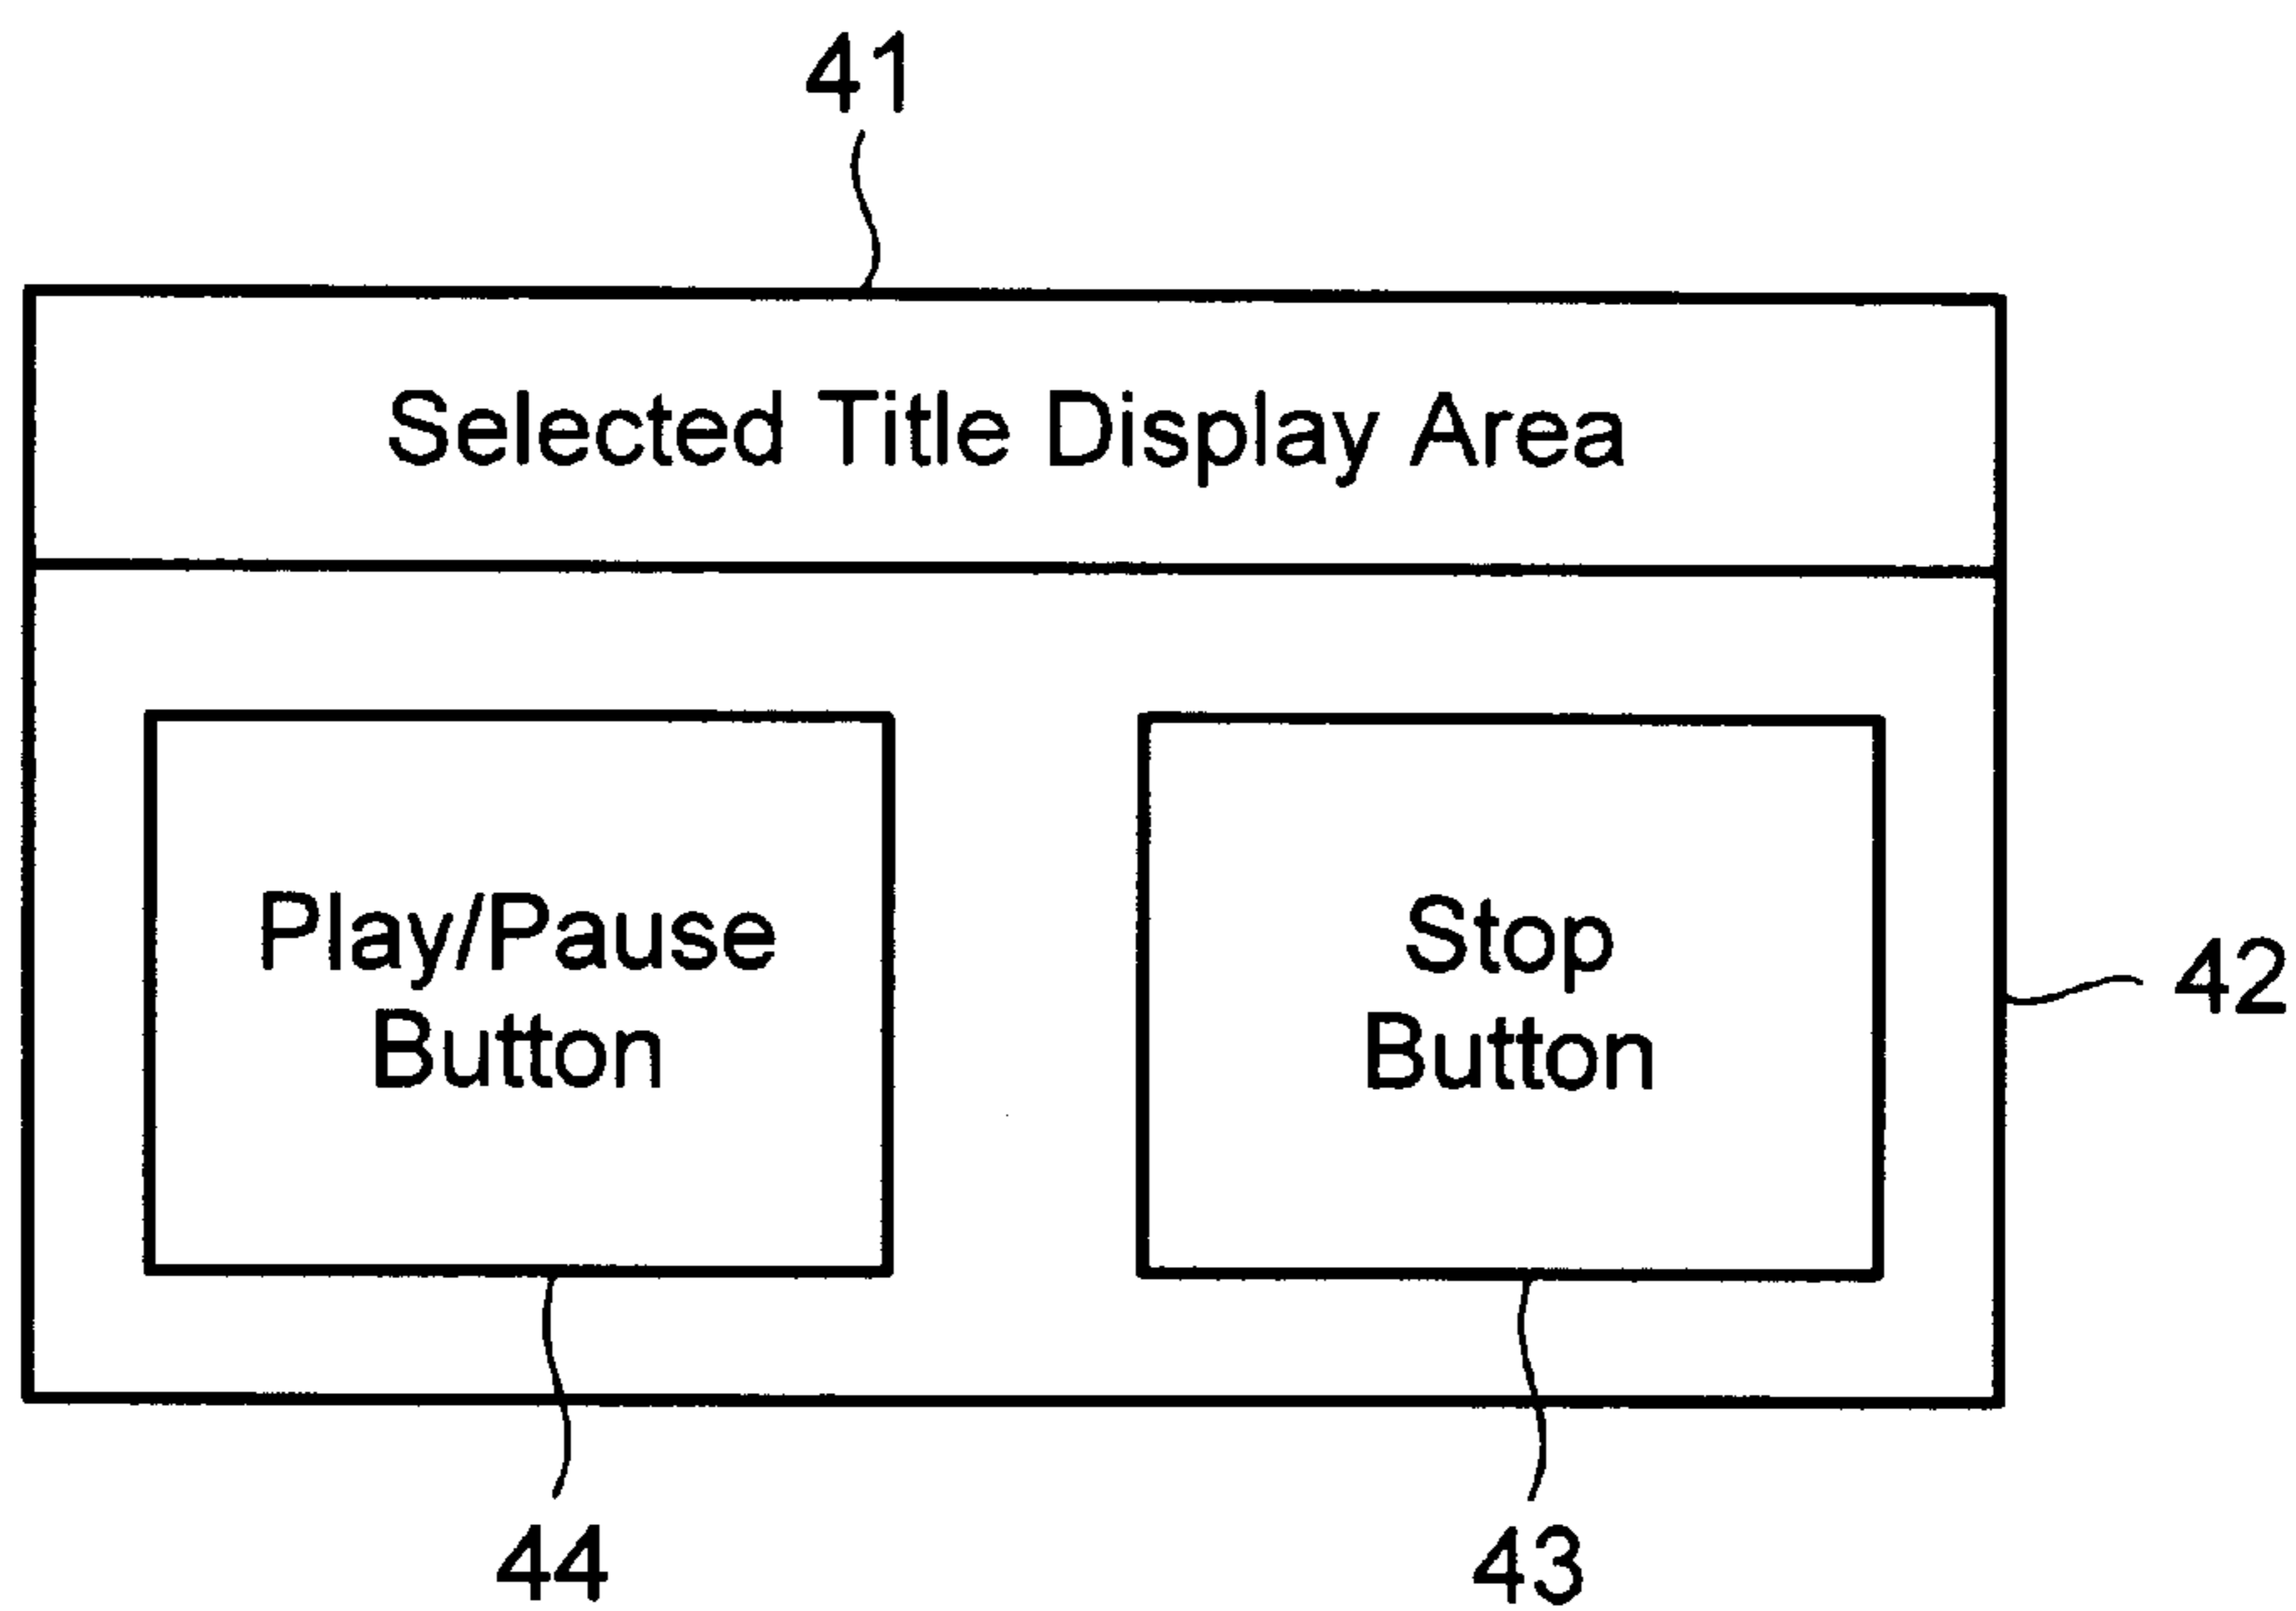 41
Selected Title Display Area
Play/Pause
Button
Stop
Button
42
44
43